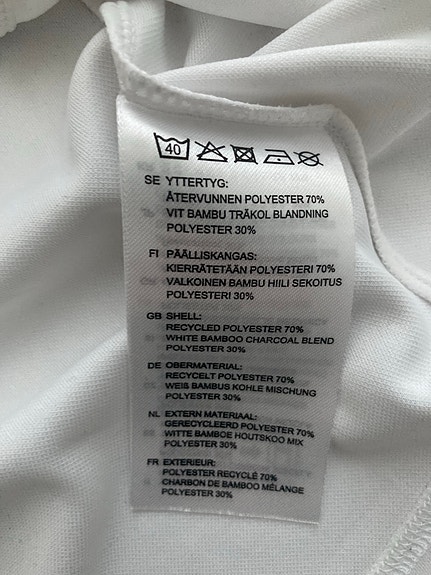 40
SE YTTERTYG:
ÅTERVUNNEN POLYESTER 70%
VIT BAMBU TRÄKOL BLANDNING
POLYESTER 30%
FI PÄÄLLISKANGAS:
KIERRÄTETÄÄN POLYESTERI 70%
VALKOINEN BAMBU HIILI SEKOITUS
POLYESTERI 30%
GB SHELL:
RECYCLED POLYESTER 70%
WHITE BAMBOO CHARCOAL BLEND
POLYESTER 30%
DE OBERMATERIAL:
RECYCELT POLYESTER 70%
WEIß BAMBUS KOHLE MISCHUNG
POLYESTER 30%
NL EXTERN MATERIAAL:
GERECYCLEERD POLYESTER 70%
WITTE BAMBOE HOUTSKOO MIX
POLYESTER 30%
FR EXTERIEUR:
POLYESTER RECYCLÉ 70%
CHARBON DE BAMBOO MÉLANGE
POLYESTER 30%